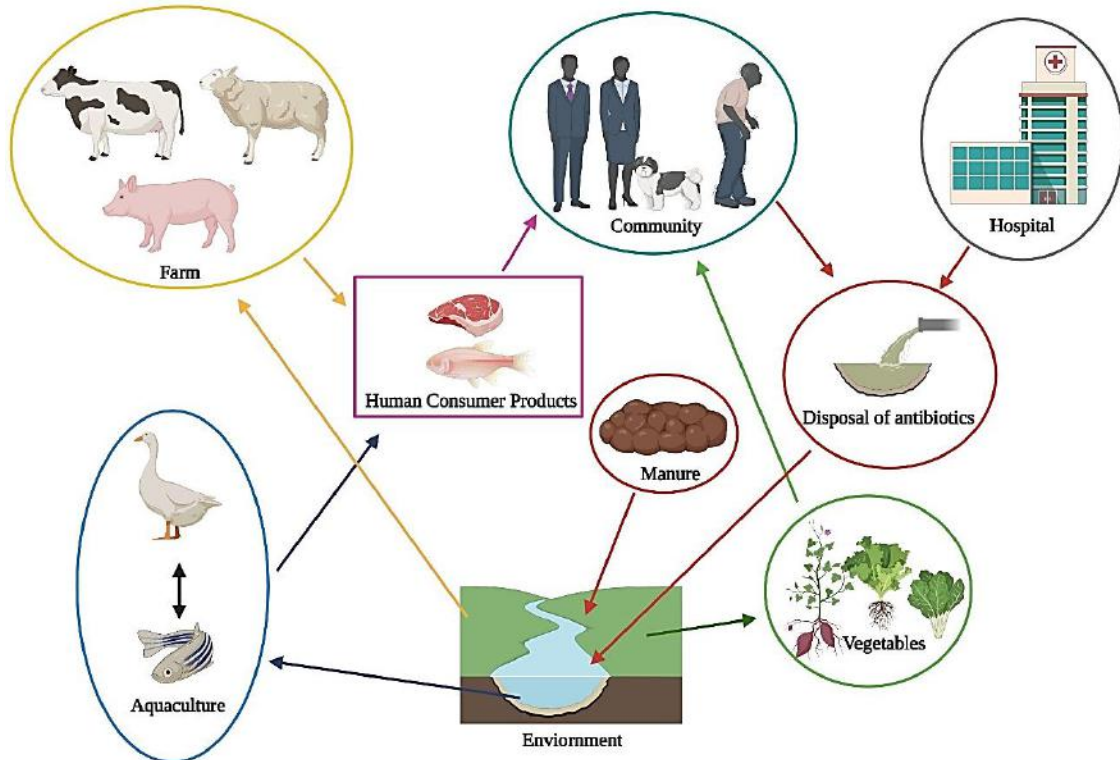 Farm
Community
Hospital
Human Consumer Products
Manure
Disposal of antibiotics
Vegetables
Aquaculture
Enviornment